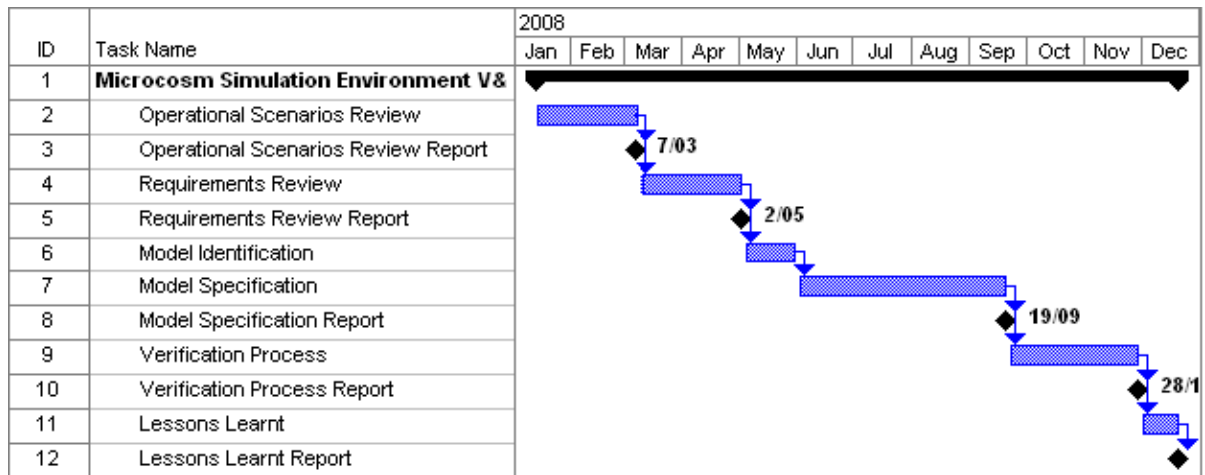 2008
ID Task Name Jan Feb Mar Apr May Jun Jul Aug Sep Oct Nov Dec
1 Microcosm Simulation Environment V&
2 Operational Scenarios Review
3 Operational Scenarios Review Report 7/03
4 Requirements Review
5 Requirements Review Report 2/05
6 Model Identification
7 Model Specification
8 Model Specification Report 19/09
9 Verification Process
10 Verification Process Report 28/1
11 Lessons Learnt
12 Lessons Learnt Report